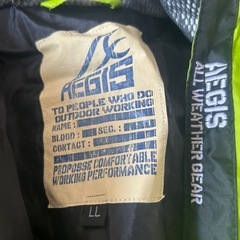 AEGIS
TO PEOPLE WHO DO
OUTDOOR WORKING
NAME:
BLOOD: SEC.:
CONTACT:
PROPOSSE COMFORTABLE
WORKING PERFORMANCE
LL
AEGIS
ALL WEATHER GEAR